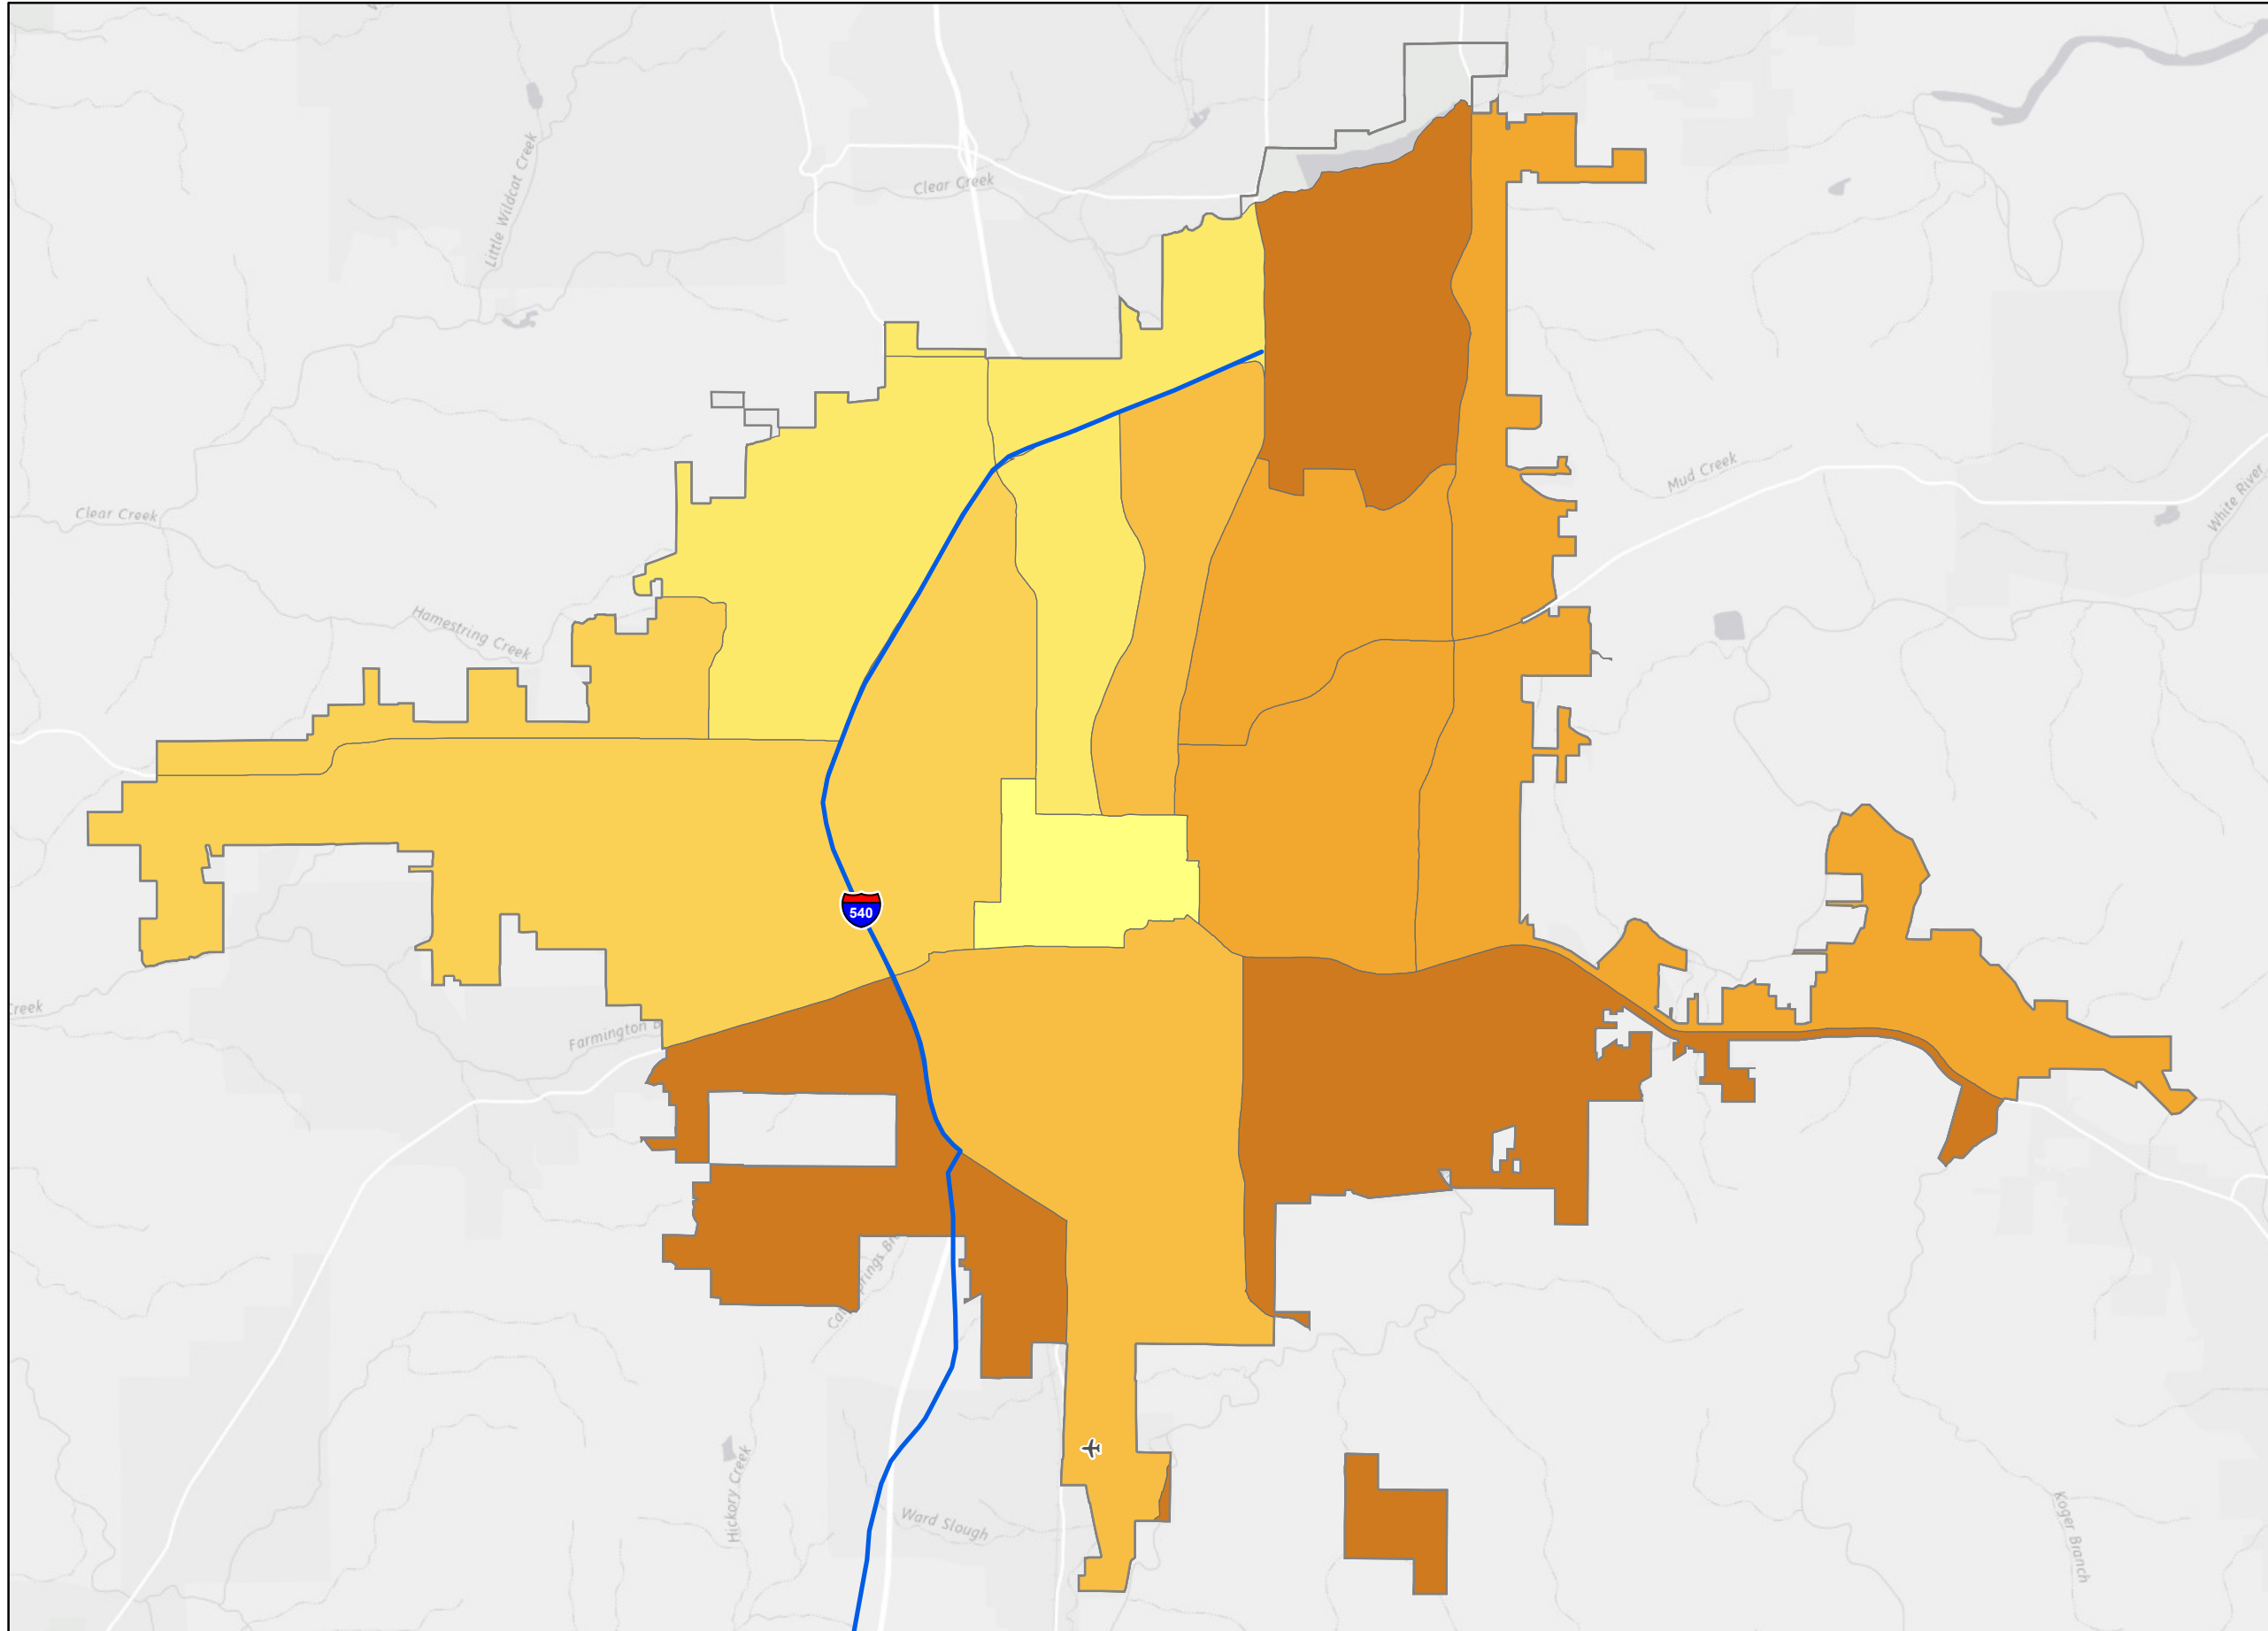 Little Wildcat Creek
Clear Creek
Mud Creek
White River
Clear Creek
Hamestring Creek
540
Creek
Farmington B
Hickory Creek
Ward Slough
Koger Branch